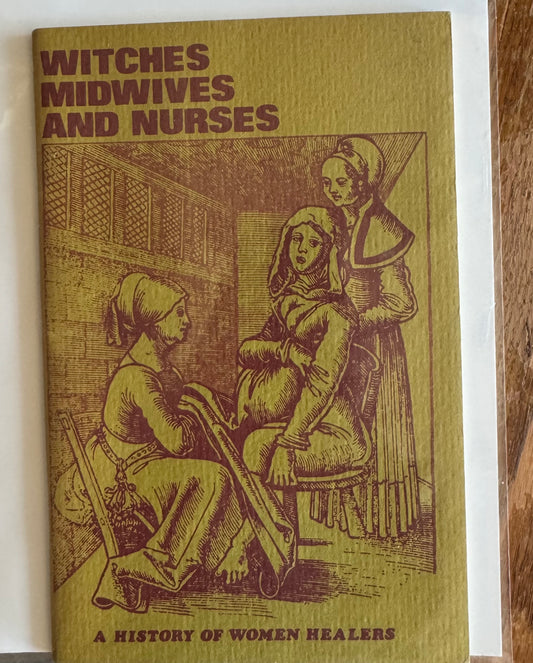 WITCHES
MIDWIVES
AND NURSES
A HISTORY OF WOMEN HEALERS